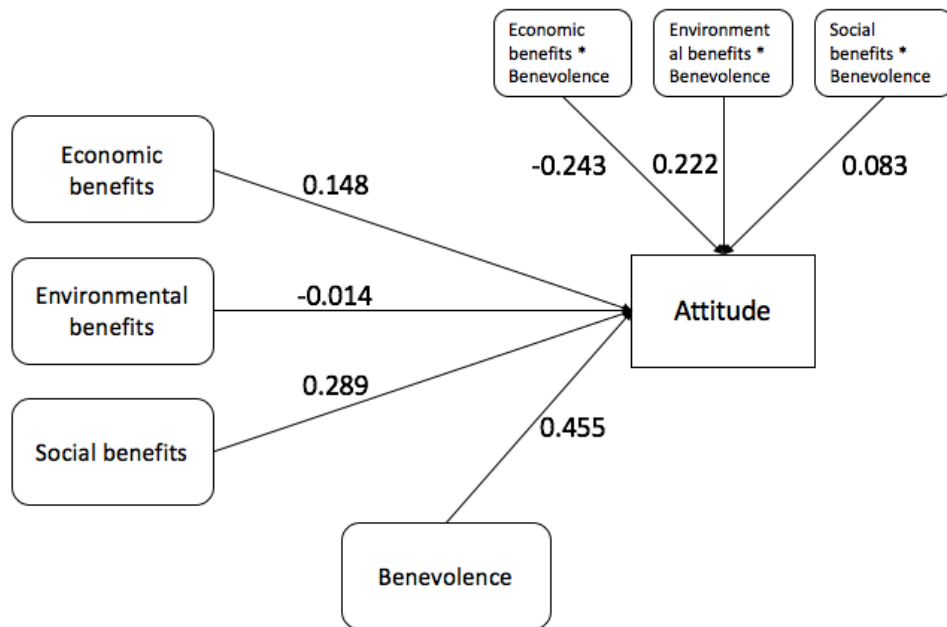 Economic
benefits *
Benevolence
Environment
al benefits *
Benevolence
Social
benefits *
Benevolence
Economic
benefits
0.148
-0.243
0.222
0.083
Environmental
benefits
-0.014
Attitude
Social benefits
0.289
0.455
Benevolence